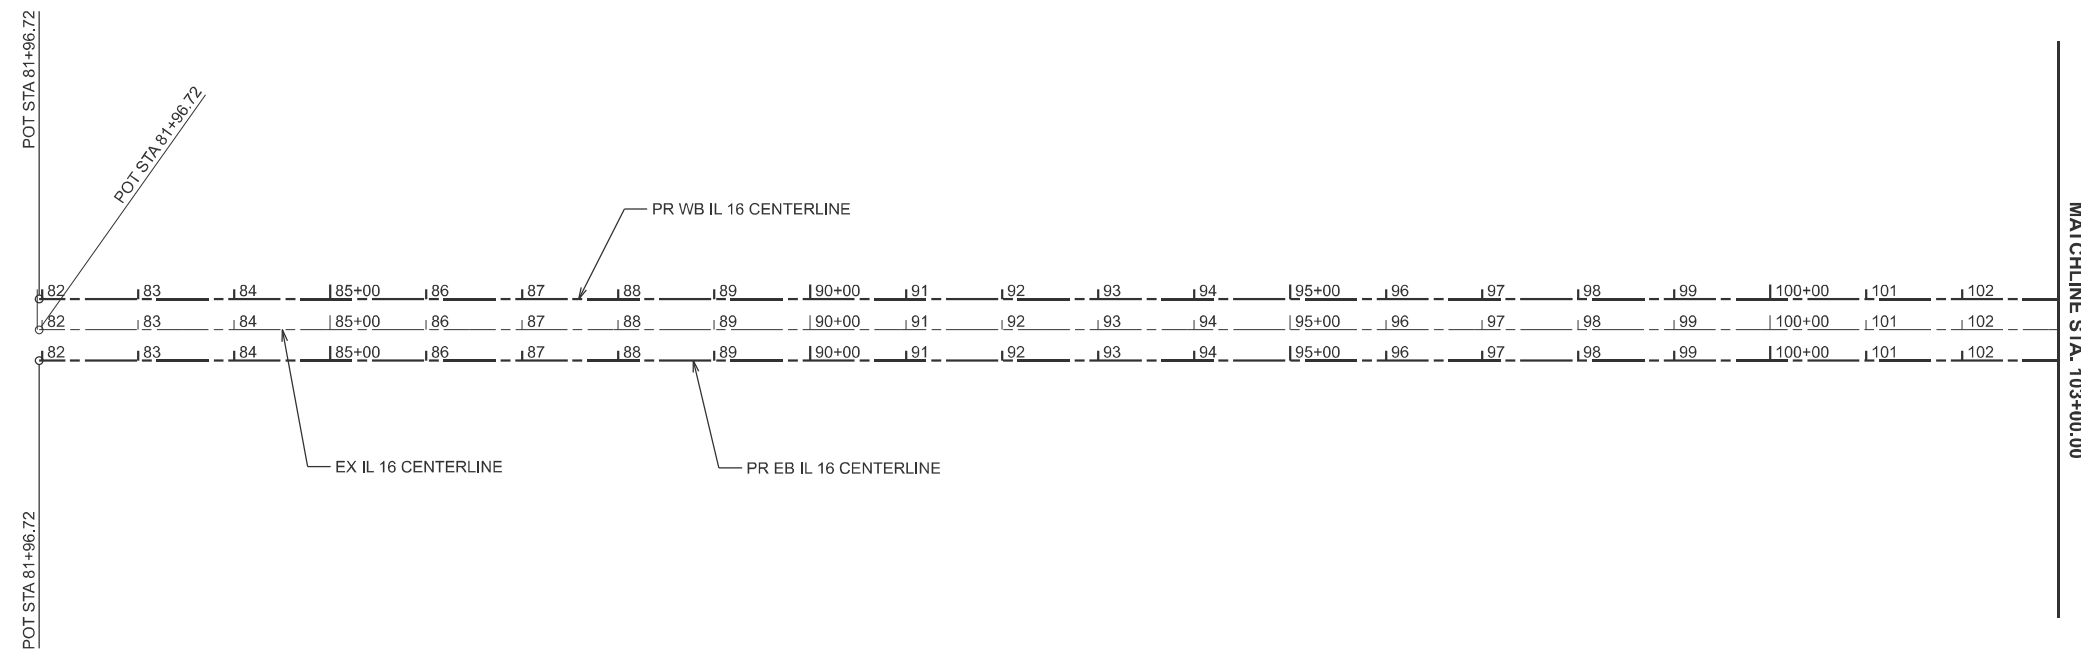 POT STA 81+96.72
POT STA 81+96.72
PR WB IL 16 CENTERLINE
82 83 84 85+00 86 87 88 89 90+00 91 92 93 94 95+00 96 97 98 99 100+00 101 102
82 83 84 85+00 86 87 88 89 90+00 91 92 93 94 95+00 96 97 98 99 100+00 101 102
82 83 84 85+00 86 87 88 89 90+00 91 92 93 94 95+00 96 97 98 99 100+00 101 102
EX IL 16 CENTERLINE
PR EB IL 16 CENTERLINE
POT STA 81+96.72
MATCHLINE STA. 103+00.00